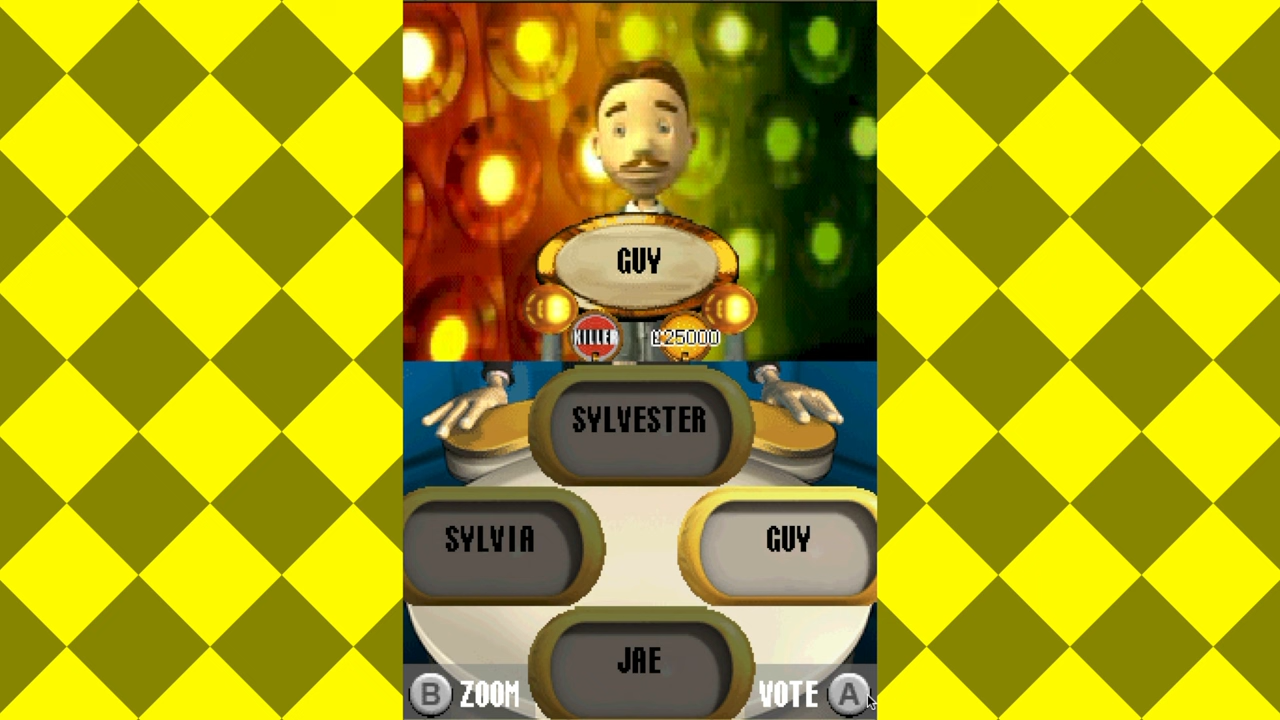 GUY
KILLER
£25000
SYLVESTER
SYLVIA
GUY
JAE
B ZOOM
VOTE A